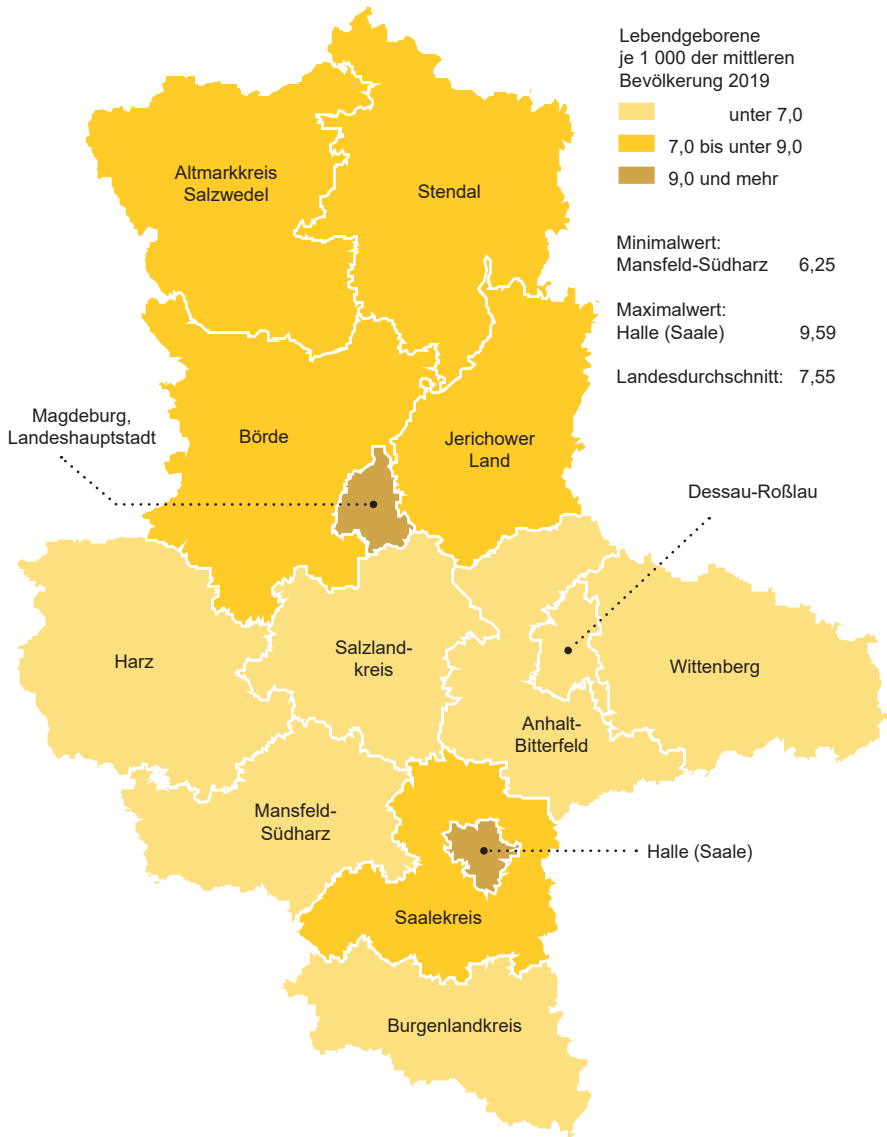 Lebendgeborene
je 1 000 der mittleren
Bevölkerung 2019
unter 7,0
7,0 bis unter 9,0
9,0 und mehr
Minimalwert:
Mansfeld-Südharz 6,25
Maximalwert:
Halle (Saale) 9,59
Landesdurchschnitt: 7,55
Altmarkkreis
Salzwedel
Stendal
Magdeburg,
Landeshauptstadt
Börde
Jerichower
Land
Dessau-Roßlau
Harz
Salzland-
kreis
Wittenberg
Anhalt-
Bitterfeld
Mansfeld-
Südharz
Halle (Saale)
Saalekreis
Burgenlandkreis